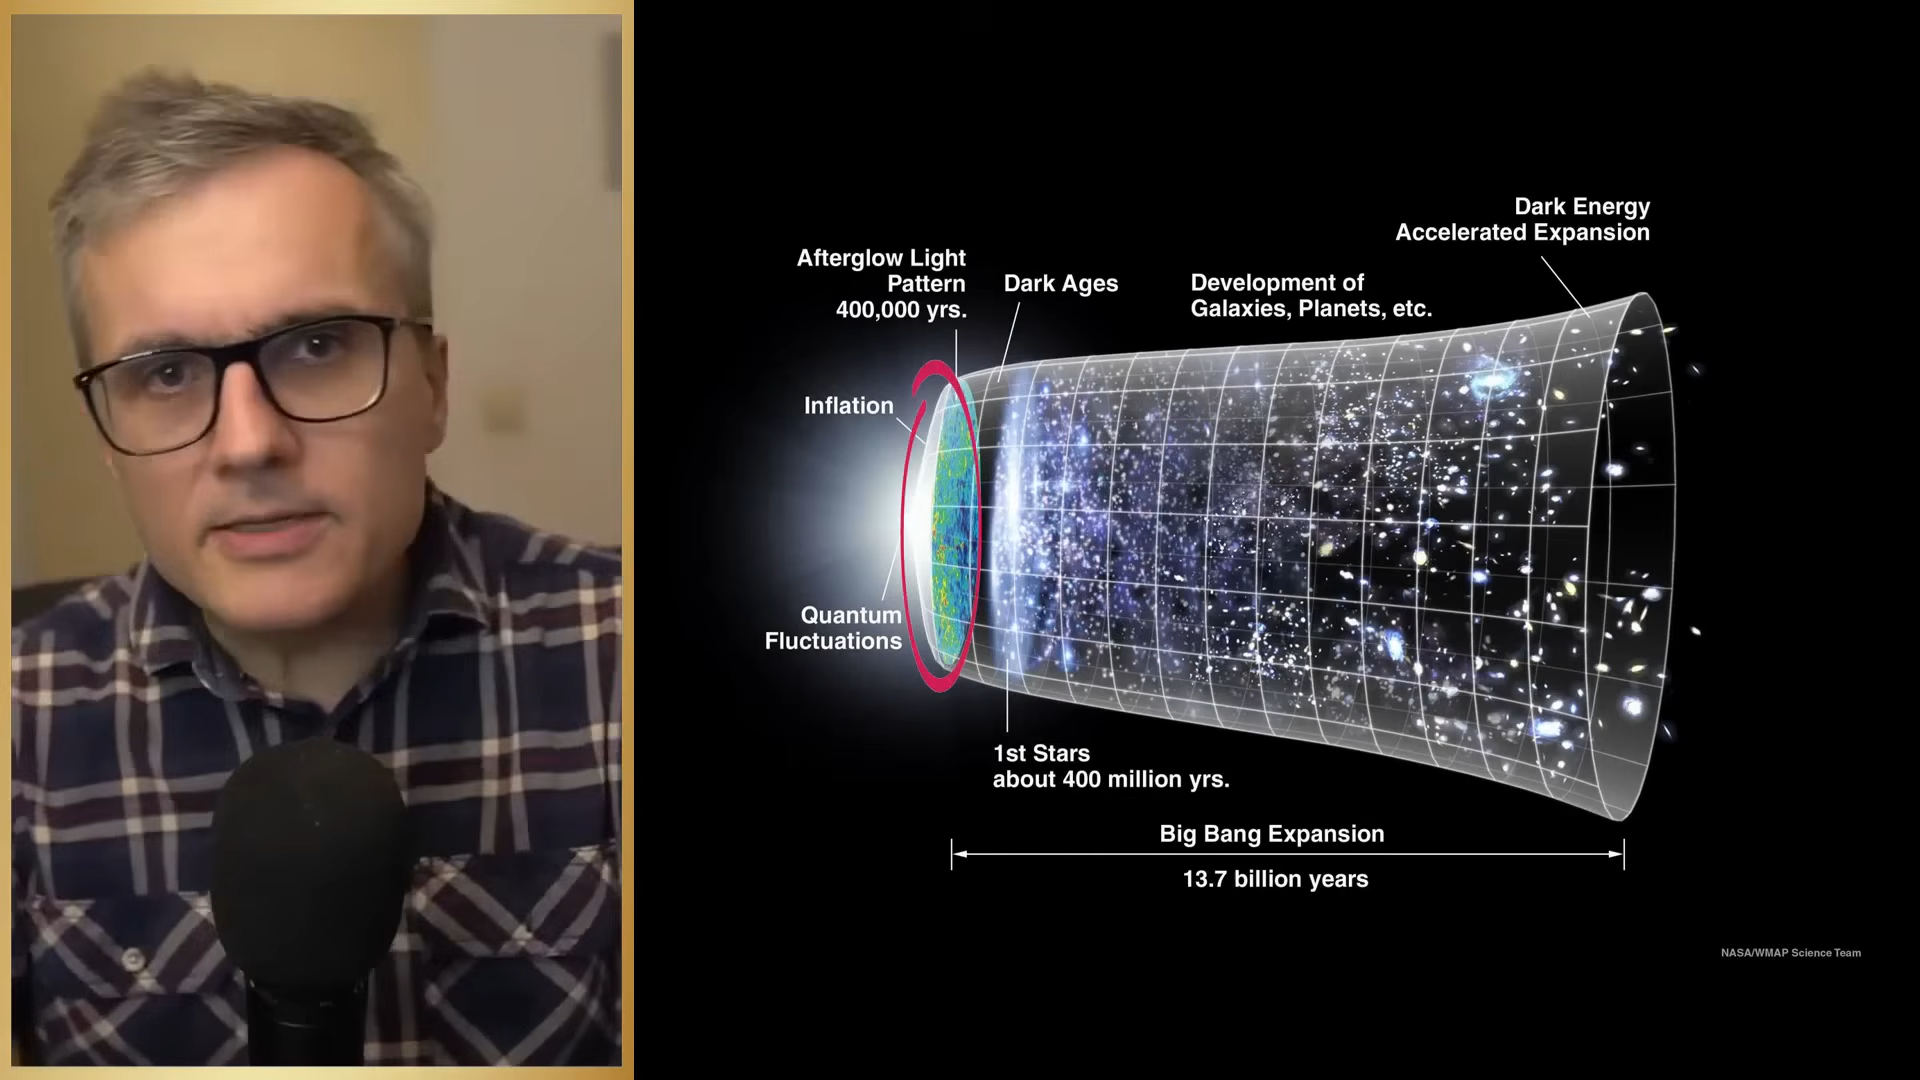 Dark Energy
Accelerated Expansion
Afterglow Light
Pattern
400,000 yrs.
Dark Ages
Development of
Galaxies, Planets, etc.
Inflation
Quantum
Fluctuations
1st Stars
about 400 million yrs.
Big Bang Expansion
13.7 billion years
NASA/WMAP Science Team